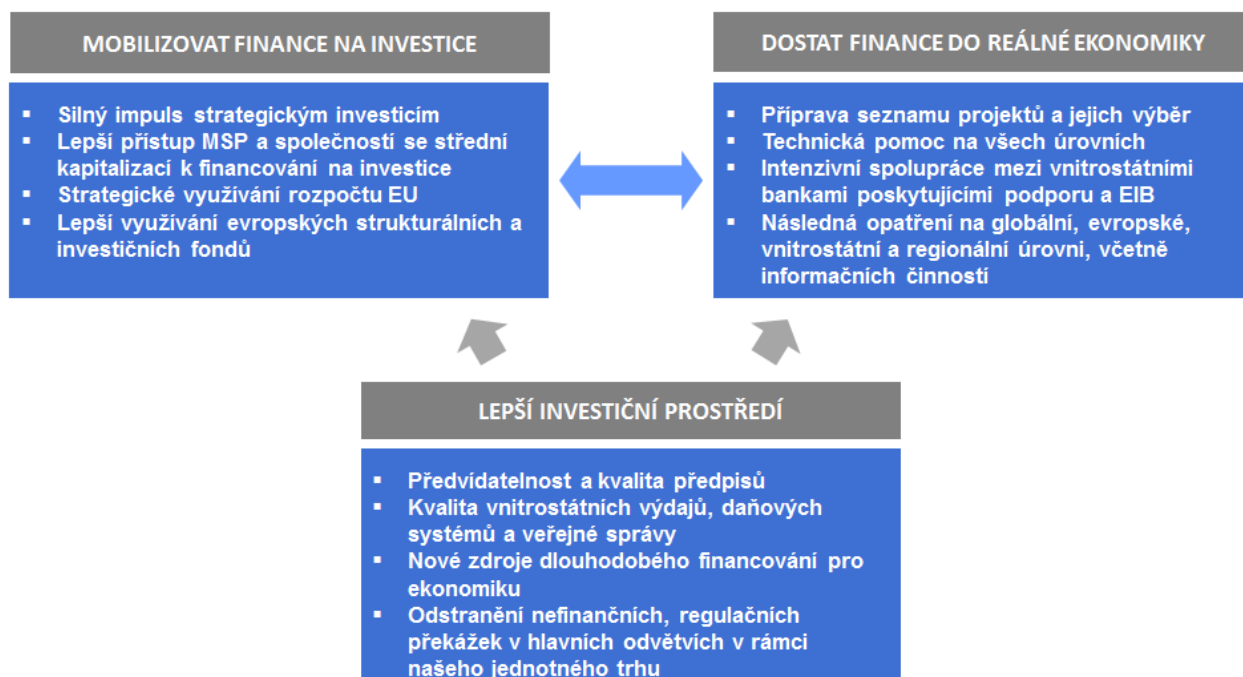 MOBILIZOVAT FINANCE NA INVESTICE
▪ Silný impuls strategickým investicím
▪ Lepší přístup MSP a společností se střední
kapitalizací k financování na investice
▪ Strategické využívání rozpočtu EU
▪ Lepší využívání evropských strukturálních a
investičních fondů
DOSTAT FINANCE DO REÁLNÉ EKONOMIKY
▪ Příprava seznamu projektů a jejich výběr
▪ Technická pomoc na všech úrovních
▪ Intenzivní spolupráce mezi vnitrostátními
bankami poskytujícími podporu a EIB
▪ Následná opatření na globální, evropské,
vnitrostátní a regionální úrovni, včetně
informačních činností
LEPŠÍ INVESTIČNÍ PROSTŘEDÍ
▪ Předvídatelnost a kvalita předpisů
▪ Kvalita vnitrostátních výdajů, daňových
systémů a veřejné správy
▪ Nové zdroje dlouhodobého financování pro
ekonomiku
▪ Odstranění nefinančních, regulačních
překážek v hlavních odvětvích v rámci
našeho jednotného trhu